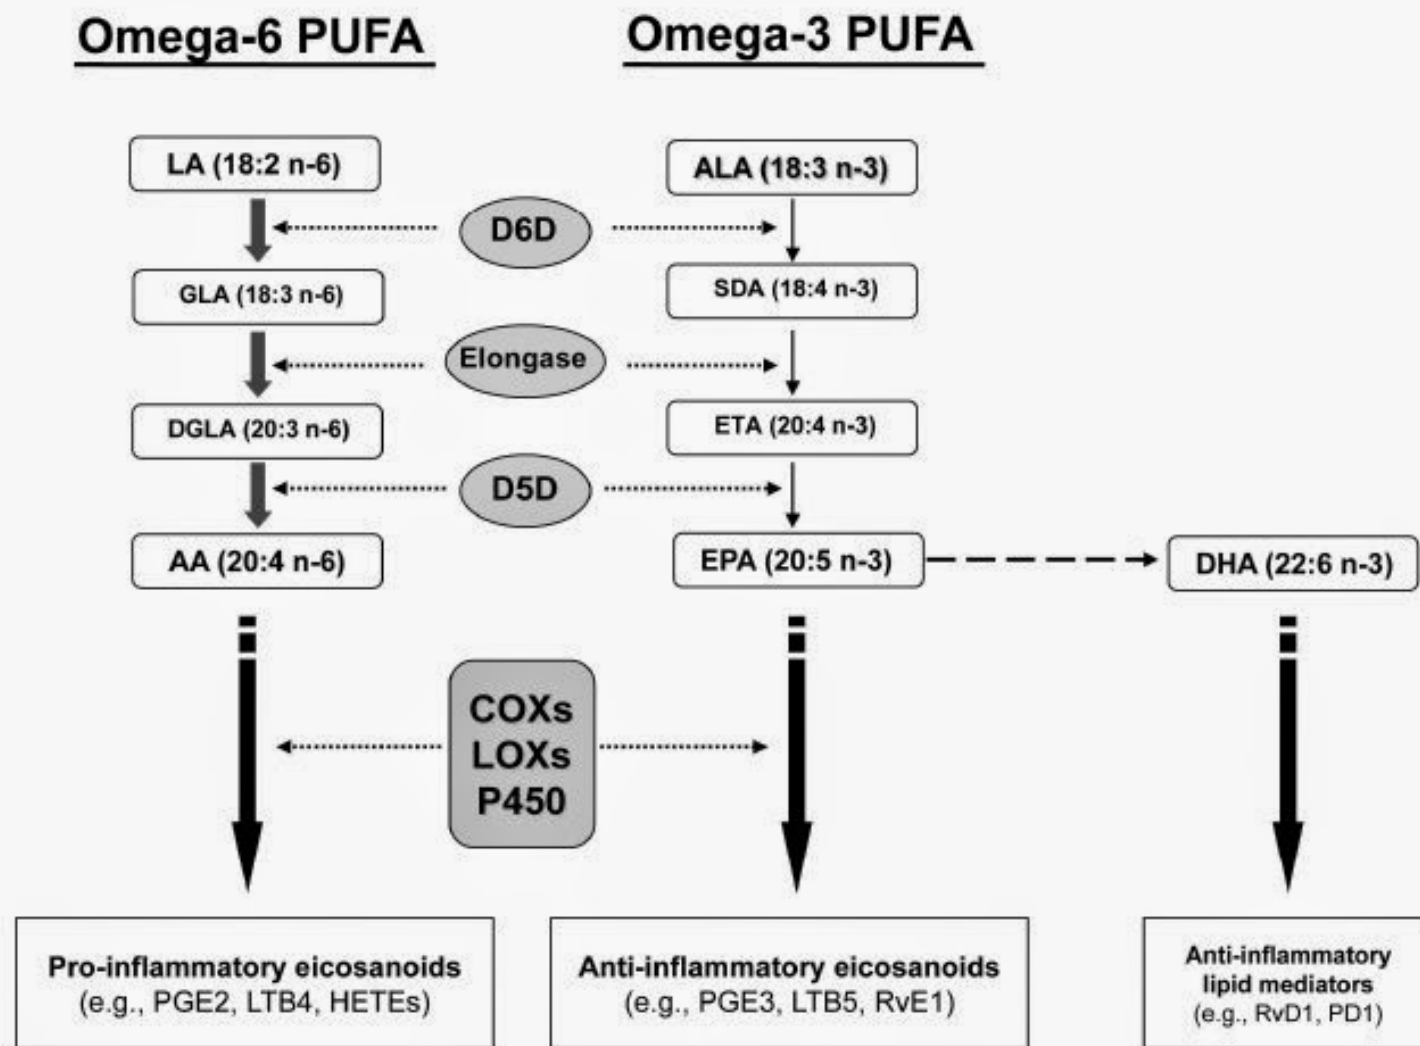 Omega-6 PUFA
Omega-3 PUFA
LA (18:2 n-6)
ALA (18:3 n-3)
D6D
GLA (18:3 n-6)
SDA (18:4 n-3)
Elongase
DGLA (20:3 n-6)
ETA (20:4 n-3)
D5D
AA (20:4 n-6)
EPA (20:5 n-3)
DHA (22:6 n-3)
COXs
LOXs
P450
Pro-inflammatory eicosanoids
(e.g., PGE2, LTB4, HETEs)
Anti-inflammatory eicosanoids
(e.g., PGE3, LTB5, RvE1)
Anti-inflammatory
lipid mediators
(e.g., RvD1, PD1)